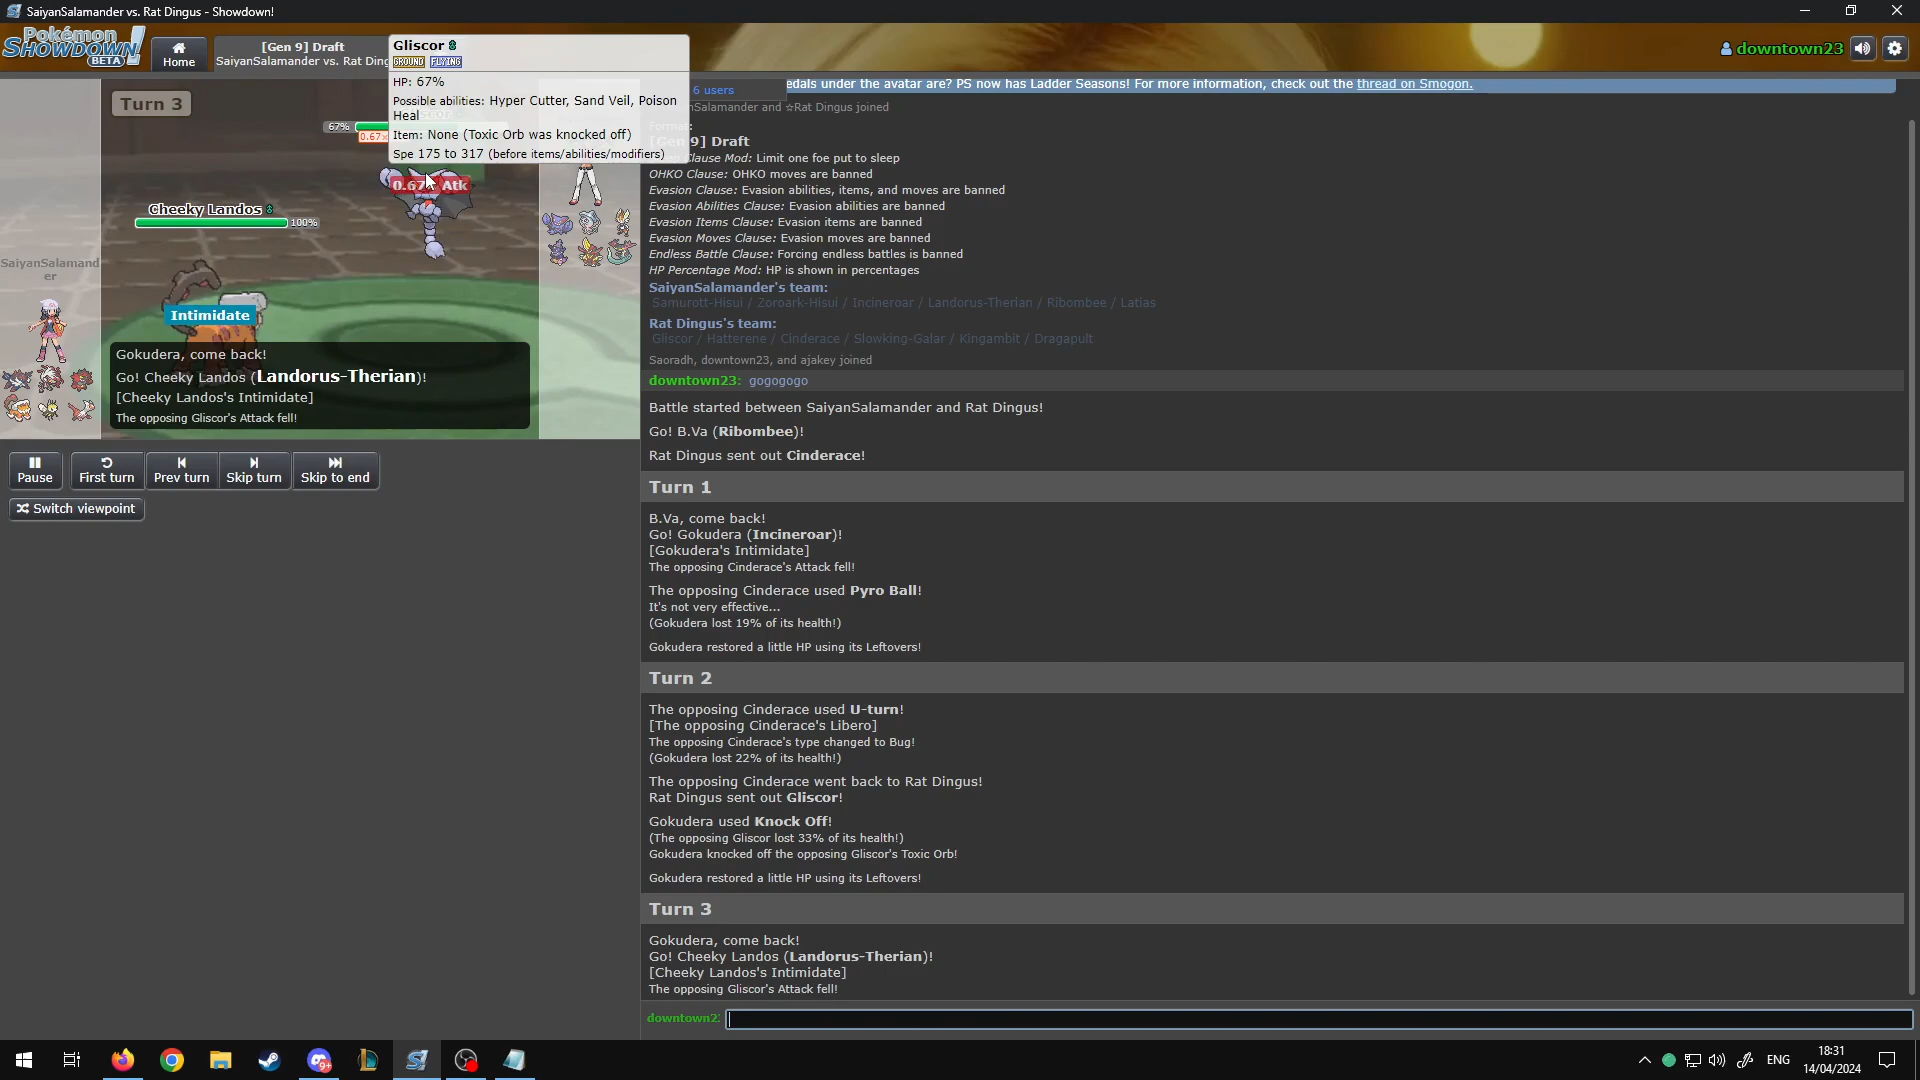 SaiyanSalamander vs. Rat Dingus - Showdown!
Pokémon
SHOWDOWN!
BETA
Home
[Gen 9] Draft
SaiyanSalamander vs. Rat Ding
downtown23
Gliscor
GROUND FLYING
HP: 67%
Possible abilities: Hyper Cutter, Sand Veil, Poison
Heal
Item: None (Toxic Orb was knocked off)
Spe 175 to 317 (before items/abilities/modifiers)
Turn 3
67%
0.67×
0.67× Atk
Cheeky Landos
100%
SaiyanSalamand
er
Intimidate
Gokudera, come back!
Go! Cheeky Landos (Landorus-Therian)!
[Cheeky Landos's Intimidate]
The opposing Gliscor's Attack fell!
Pause
First turn
Prev turn
Skip turn
Skip to end
Switch viewpoint
6 users
edals under the avatar are? PS now has Ladder Seasons! For more information, check out the thread on Smogon.
nSalamander and ☆Rat Dingus joined
Format:
[Gen 9] Draft
Clause Mod: Limit one foe put to sleep
OHKO Clause: OHKO moves are banned
Evasion Clause: Evasion abilities, items, and moves are banned
Evasion Abilities Clause: Evasion abilities are banned
Evasion Items Clause: Evasion items are banned
Evasion Moves Clause: Evasion moves are banned
Endless Battle Clause: Forcing endless battles is banned
HP Percentage Mod: HP is shown in percentages
SaiyanSalamander's team:
Samurott-Hisui / Zoroark-Hisui / Incineroar / Landorus-Therian / Ribombee / Latias
Rat Dingus's team:
Gliscor / Hatterene / Cinderace / Slowking-Galar / Kingambit / Dragapult
Saoradh, downtown23, and ajakey joined
downtown23: gogogogo
Battle started between SaiyanSalamander and Rat Dingus!
Go! B.Va (Ribombee)!
Rat Dingus sent out Cinderace!
Turn 1
B.Va, come back!
Go! Gokudera (Incineroar)!
[Gokudera's Intimidate]
The opposing Cinderace's Attack fell!
The opposing Cinderace used Pyro Ball!
It's not very effective...
(Gokudera lost 19% of its health!)
Gokudera restored a little HP using its Leftovers!
Turn 2
The opposing Cinderace used U-turn!
[The opposing Cinderace's Libero]
The opposing Cinderace's type changed to Bug!
(Gokudera lost 22% of its health!)
The opposing Cinderace went back to Rat Dingus!
Rat Dingus sent out Gliscor!
Gokudera used Knock Off!
(The opposing Gliscor lost 33% of its health!)
Gokudera knocked off the opposing Gliscor's Toxic Orb!
Gokudera restored a little HP using its Leftovers!
Turn 3
Gokudera, come back!
Go! Cheeky Landos (Landorus-Therian)!
[Cheeky Landos's Intimidate]
The opposing Gliscor's Attack fell!
downtown2:
9+
ENG
18:31
14/04/2024